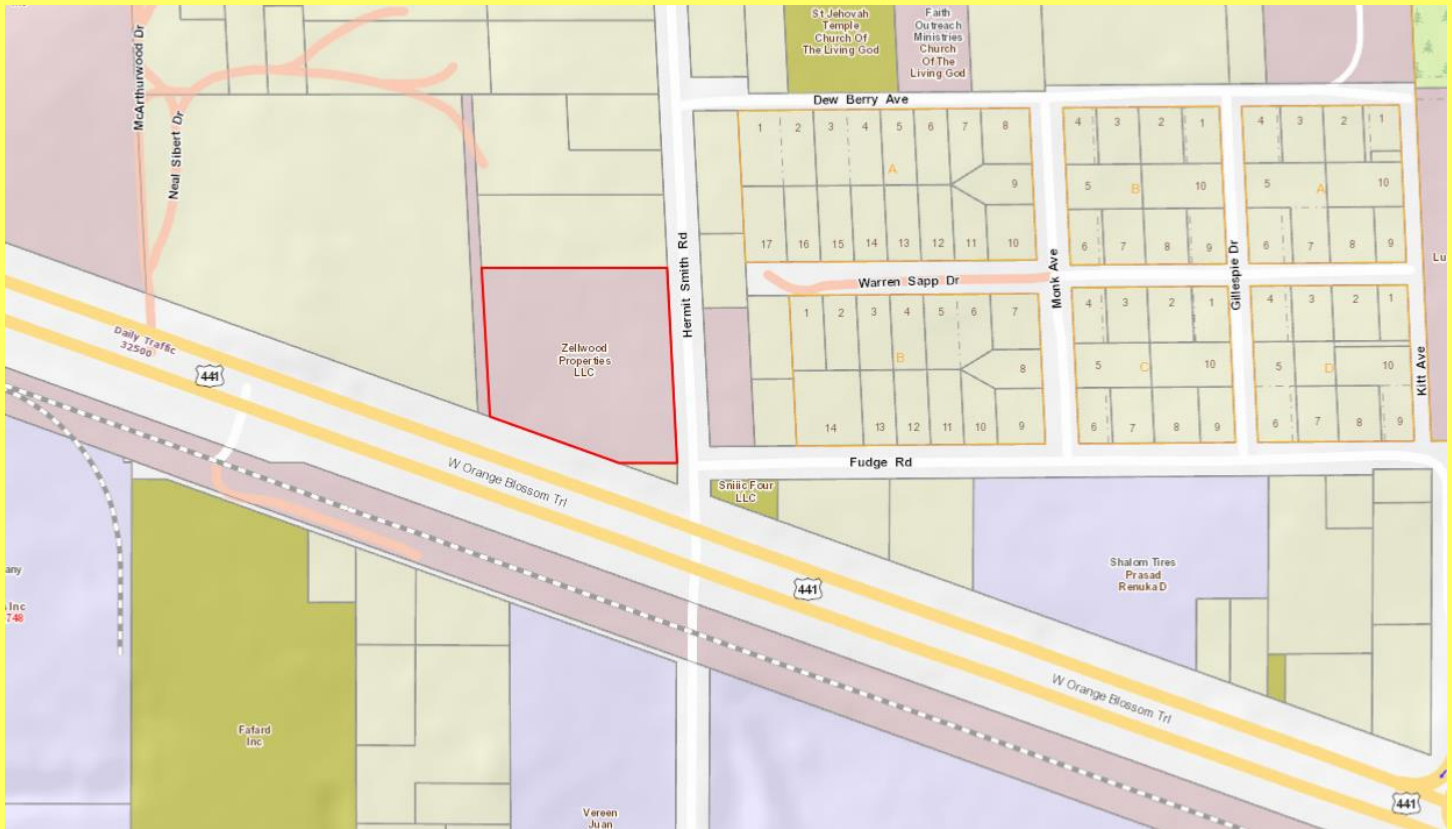 McArthurwood Dr
Neal Sibert Dr
St Jehovah
Temple
Church Of
The Living God
Faith
Outreach
Ministries
Church
Of The
Living God
Dew Berry Ave
1 2 3 4 5 6 7 8
A
9
17 16 15 14 13 12 11 10
4 3 2 1
5 B 10
6 7 8 9
4 3 2 1
5 A 10
6 7 8 9
Lu
Hermit Smith Rd
Warren Sapp Dr
Monk Ave
Gillespie Dr
Kitt Ave
1 2 3 4 5 6 7
B
8
14 13 12 11 10 9
4 3 2 1
5 C 10
6 7 8 9
4 3 2 1
5 D 10
6 7 8 9
Daily Traffic
32500
441
Zellwood
Properties
LLC
W Orange Blossom Trl
Fudge Rd
Sniiic Four
LLC
Shalom Tires
Prasad
Renuka D
441
any
Inc
748
W Orange Blossom Trl
Fafard
Inc
Vereen
Juan
441